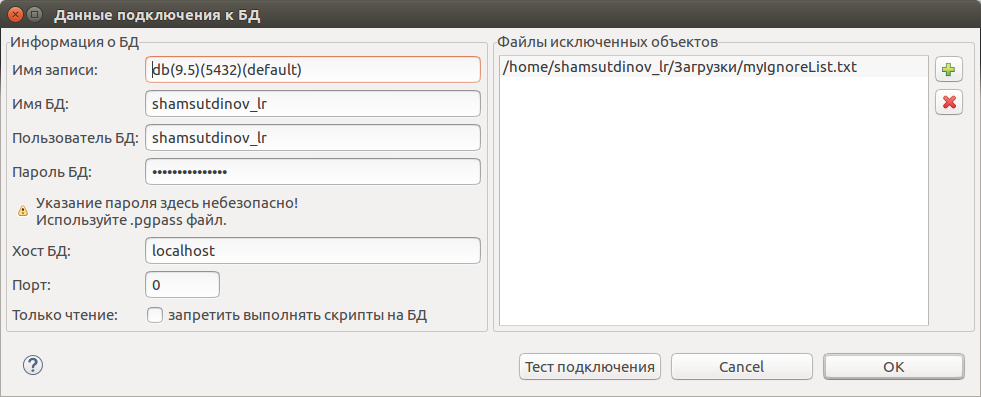 Данные подключения к БД
Информация о БД
Имя записи: db(9.5)(5432)(default)
Имя БД: shamsutdinov_lr
Пользователь БД: shamsutdinov_lr
Пароль БД: •••••••••••••••
Указание пароля здесь небезопасно!
Используйте .pgpass файл.
Хост БД: localhost
Порт: 0
Только чтение: запретить выполнять скрипты на БД
Файлы исключенных объектов
/home/shamsutdinov_lr/Загрузки/myIgnoreList.txt
? Тест подключения Cancel OK